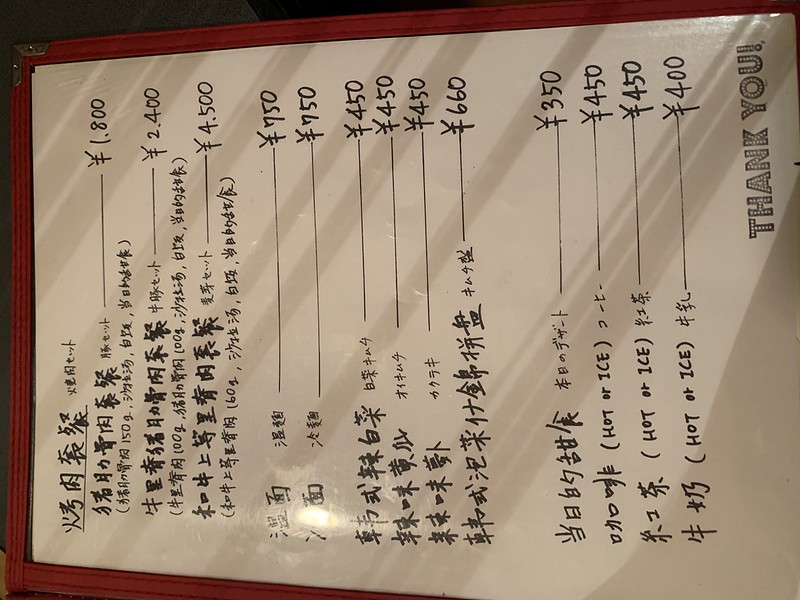 烤肉套餐 焼肉セット
猪肋骨肉套餐 豚セット ¥1.800
(猪肋骨肉150g, 沙拉, 汤, 白饭, 当日的甜食)
牛里脊猪肋骨肉套餐 牛豚セット ¥2.400
(牛里脊肉100g, 猪肋骨肉100g, 沙拉, 汤, 白饭, 当日的甜食)
和牛上等里脊肉套餐 麦芽セット ¥4.500
(和牛上等里脊肉160g, 沙拉, 汤, 白饭, 当日的甜食)
温面 温麺 ¥750
冷面 冷麺 ¥750
韩式辣白菜 白菜キムチ ¥450
辣味黄瓜 オイキムチ ¥450
辣味萝卜 カクテキ ¥450
韩式泡菜什锦拼盘 キムチ盛 ¥660
当日的甜食 本日のデザート ¥350
咖啡 (HOT or ICE) コーヒー ¥450
红茶 (HOT or ICE) 紅茶 ¥450
牛奶 (HOT or ICE) 牛乳 ¥400
THANK YOU!